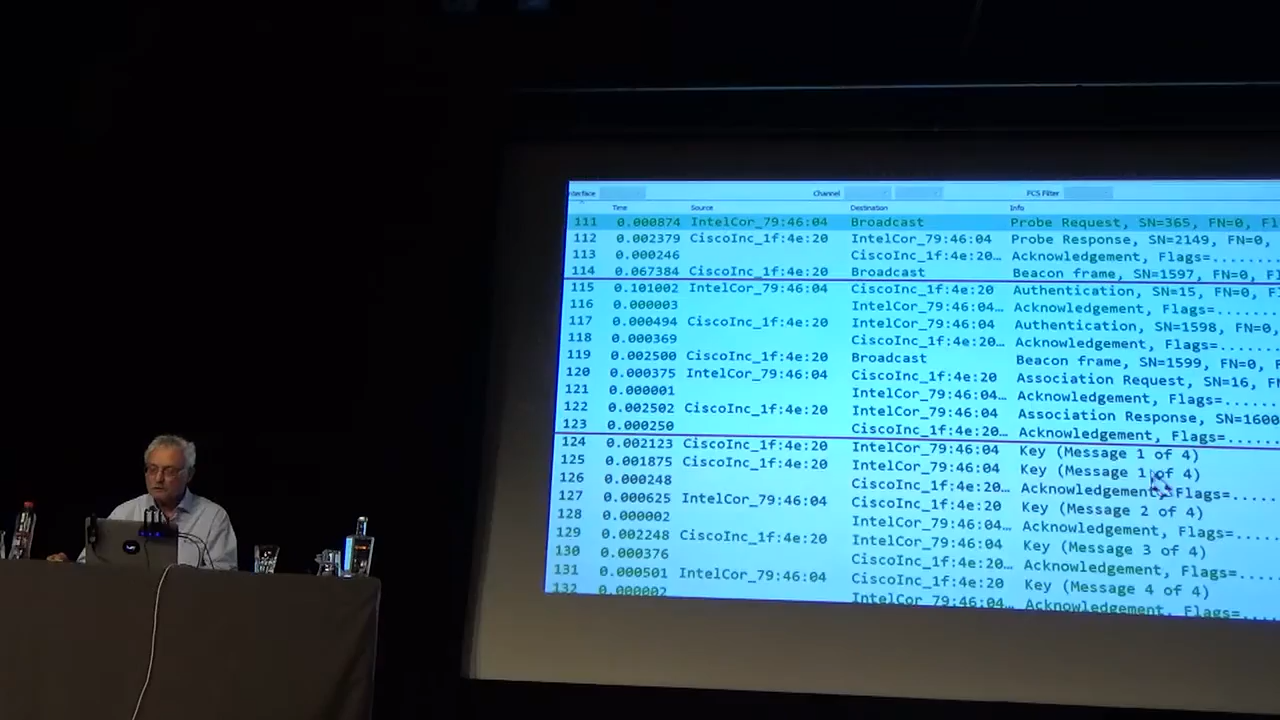 Interface Channel FCS Filter
Time Source Destination Info
111 0.000874 IntelCor_79:46:04 Broadcast Probe Request, SN=365, FN=0, Fl
112 0.002379 CiscoInc_1f:4e:20 IntelCor_79:46:04 Probe Response, SN=2149, FN=0,
113 0.000246 CiscoInc_1f:4e:20… Acknowledgement, Flags=........
114 0.067384 CiscoInc_1f:4e:20 Broadcast Beacon frame, SN=1597, FN=0, Fl
115 0.101002 IntelCor_79:46:04 CiscoInc_1f:4e:20 Authentication, SN=15, FN=0, Fl
116 0.000003 IntelCor_79:46:04… Acknowledgement, Flags=........
117 0.000494 CiscoInc_1f:4e:20 IntelCor_79:46:04 Authentication, SN=1598, FN=0,
118 0.000369 CiscoInc_1f:4e:20… Acknowledgement, Flags=........
119 0.002500 CiscoInc_1f:4e:20 Broadcast Beacon frame, SN=1599, FN=0, F
120 0.000375 IntelCor_79:46:04 CiscoInc_1f:4e:20 Association Request, SN=16, FN
121 0.000001 IntelCor_79:46:04… Acknowledgement, Flags=.......
122 0.002502 CiscoInc_1f:4e:20 IntelCor_79:46:04 Association Response, SN=1600
123 0.000250 CiscoInc_1f:4e:20… Acknowledgement, Flags=......
124 0.002123 CiscoInc_1f:4e:20 IntelCor_79:46:04 Key (Message 1 of 4)
125 0.001875 CiscoInc_1f:4e:20 IntelCor_79:46:04 Key (Message 1 of 4)
126 0.000248 CiscoInc_1f:4e:20… Acknowledgement, Flags=.....
127 0.000625 IntelCor_79:46:04 CiscoInc_1f:4e:20 Key (Message 2 of 4)
128 0.000002 IntelCor_79:46:04… Acknowledgement, Flags=.....
129 0.002248 CiscoInc_1f:4e:20 IntelCor_79:46:04 Key (Message 3 of 4)
130 0.000376 CiscoInc_1f:4e:20… Acknowledgement, Flags=.....
131 0.000501 IntelCor_79:46:04 CiscoInc_1f:4e:20 Key (Message 4 of 4)
132 0.000002 IntelCor_79:46:04… Acknowledgement, Flags=.....